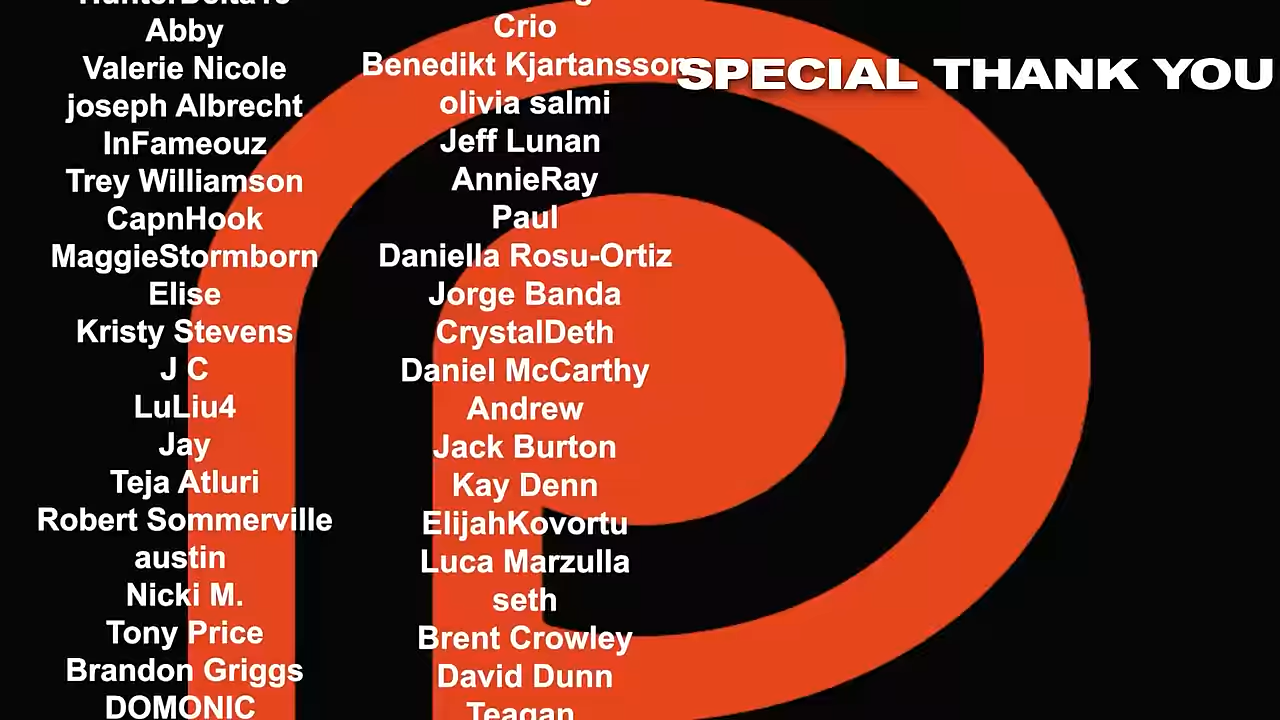 Abby
Valerie Nicole
joseph Albrecht
InFameouz
Trey Williamson
CapnHook
MaggieStormborn
Elise
Kristy Stevens
J C
LuLiu4
Jay
Teja Atluri
Robert Sommerville
austin
Nicki M.
Tony Price
Brandon Griggs
DOMONIC
Crio
Benedikt Kjartansson
olivia salmi
Jeff Lunan
AnnieRay
Paul
Daniella Rosu-Ortiz
Jorge Banda
CrystalDeth
Daniel McCarthy
Andrew
Jack Burton
Kay Denn
ElijahKovortu
Luca Marzulla
seth
Brent Crowley
David Dunn
Teagan
SPECIAL THANK YOU